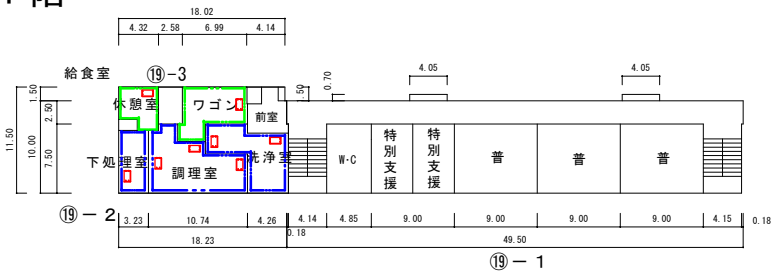 18.02
4.32 2.58 6.99 4.14
給食室 ⑲-3
4.05 4.05
1.50 .50 0.70
休憩室 ワゴン 前室
11.50 10.00 2.50 7.50
下処理室 調理室 洗浄室
W・C 特別支援 特別支援 普 普 普
⑲－2 3.23 10.74 4.26 4.14 4.85 9.00 9.00 9.00 9.00 4.15 0.18
0.18
18.23 49.50
⑲－1